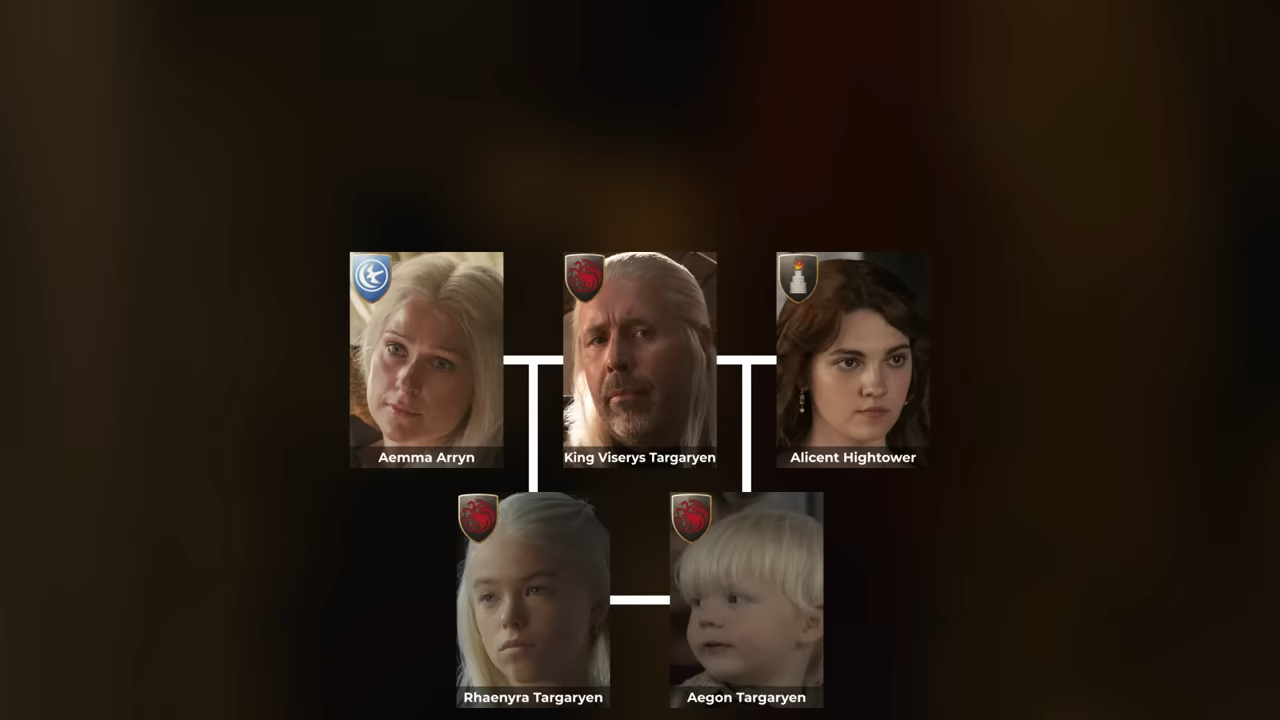 Aemma Arryn
King Viserys Targaryen
Alicent Hightower
Rhaenyra Targaryen
Aegon Targaryen